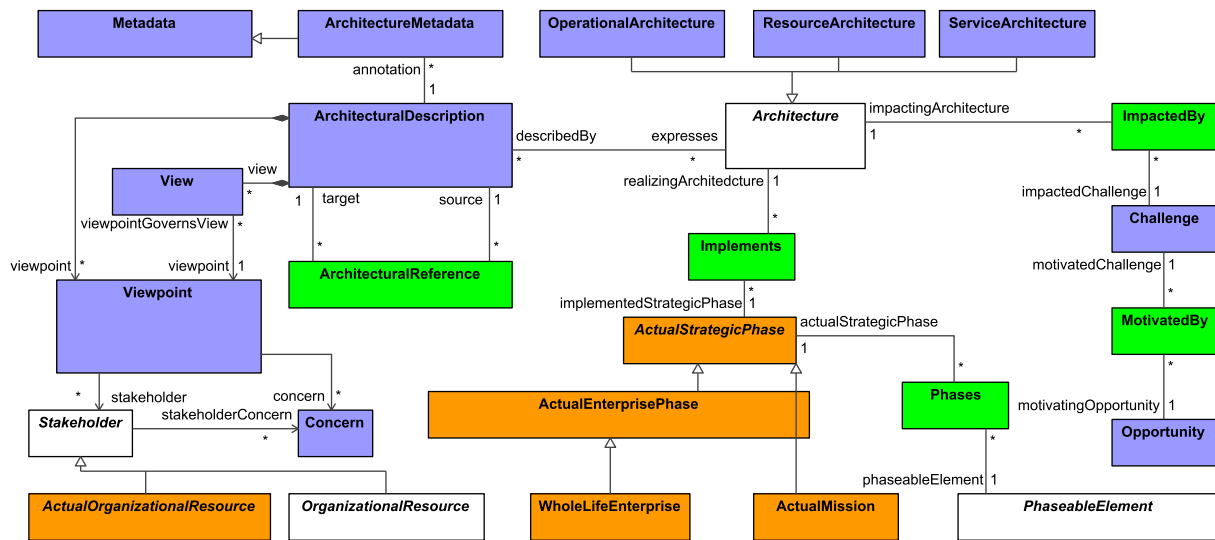 Metadata
ArchitectureMetadata
OperationalArchitecture
ResourceArchitecture
ServiceArchitecture
annotation
*
1
ArchitecturalDescription
describedBy
*
expresses
*
Architecture
impactingArchitecture
1
*
ImpactedBy
view
*
View
1
target
source
1
realizingArchitedcture
1
*
impactedChallenge
1
viewpointGovernsView
*
Challenge
*
*
*
Implements
motivatedChallenge
1
viewpoint
*
viewpoint
1
ArchitecturalReference
*
*
Viewpoint
implementedStrategicPhase
1
MotivatedBy
ActualStrategicPhase
actualStrategicPhase
1
*
*
*
stakeholder
concern
*
ActualEnterprisePhase
Phases
motivatingOpportunity
1
Stakeholder
stakeholderConcern
*
Concern
*
Opportunity
phaseableElement
1
ActualOrganizationalResource
OrganizationalResource
WholeLifeEnterprise
ActualMission
PhaseableElement